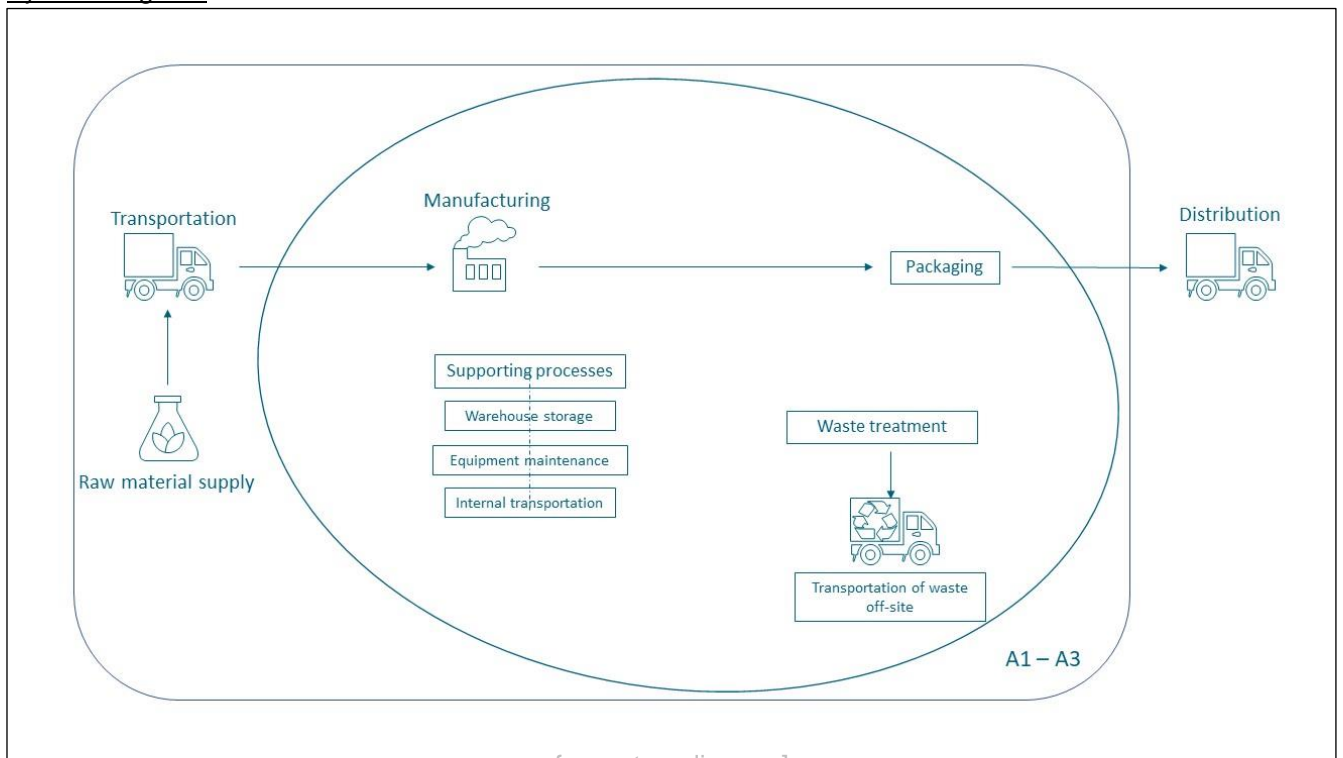 Transportation
Manufacturing
Distribution
Packaging
Supporting processes
Warehouse storage
Equipment maintenance
Internal transportation
Raw material supply
Waste treatment
Transportation of waste
off-site
A1 – A3